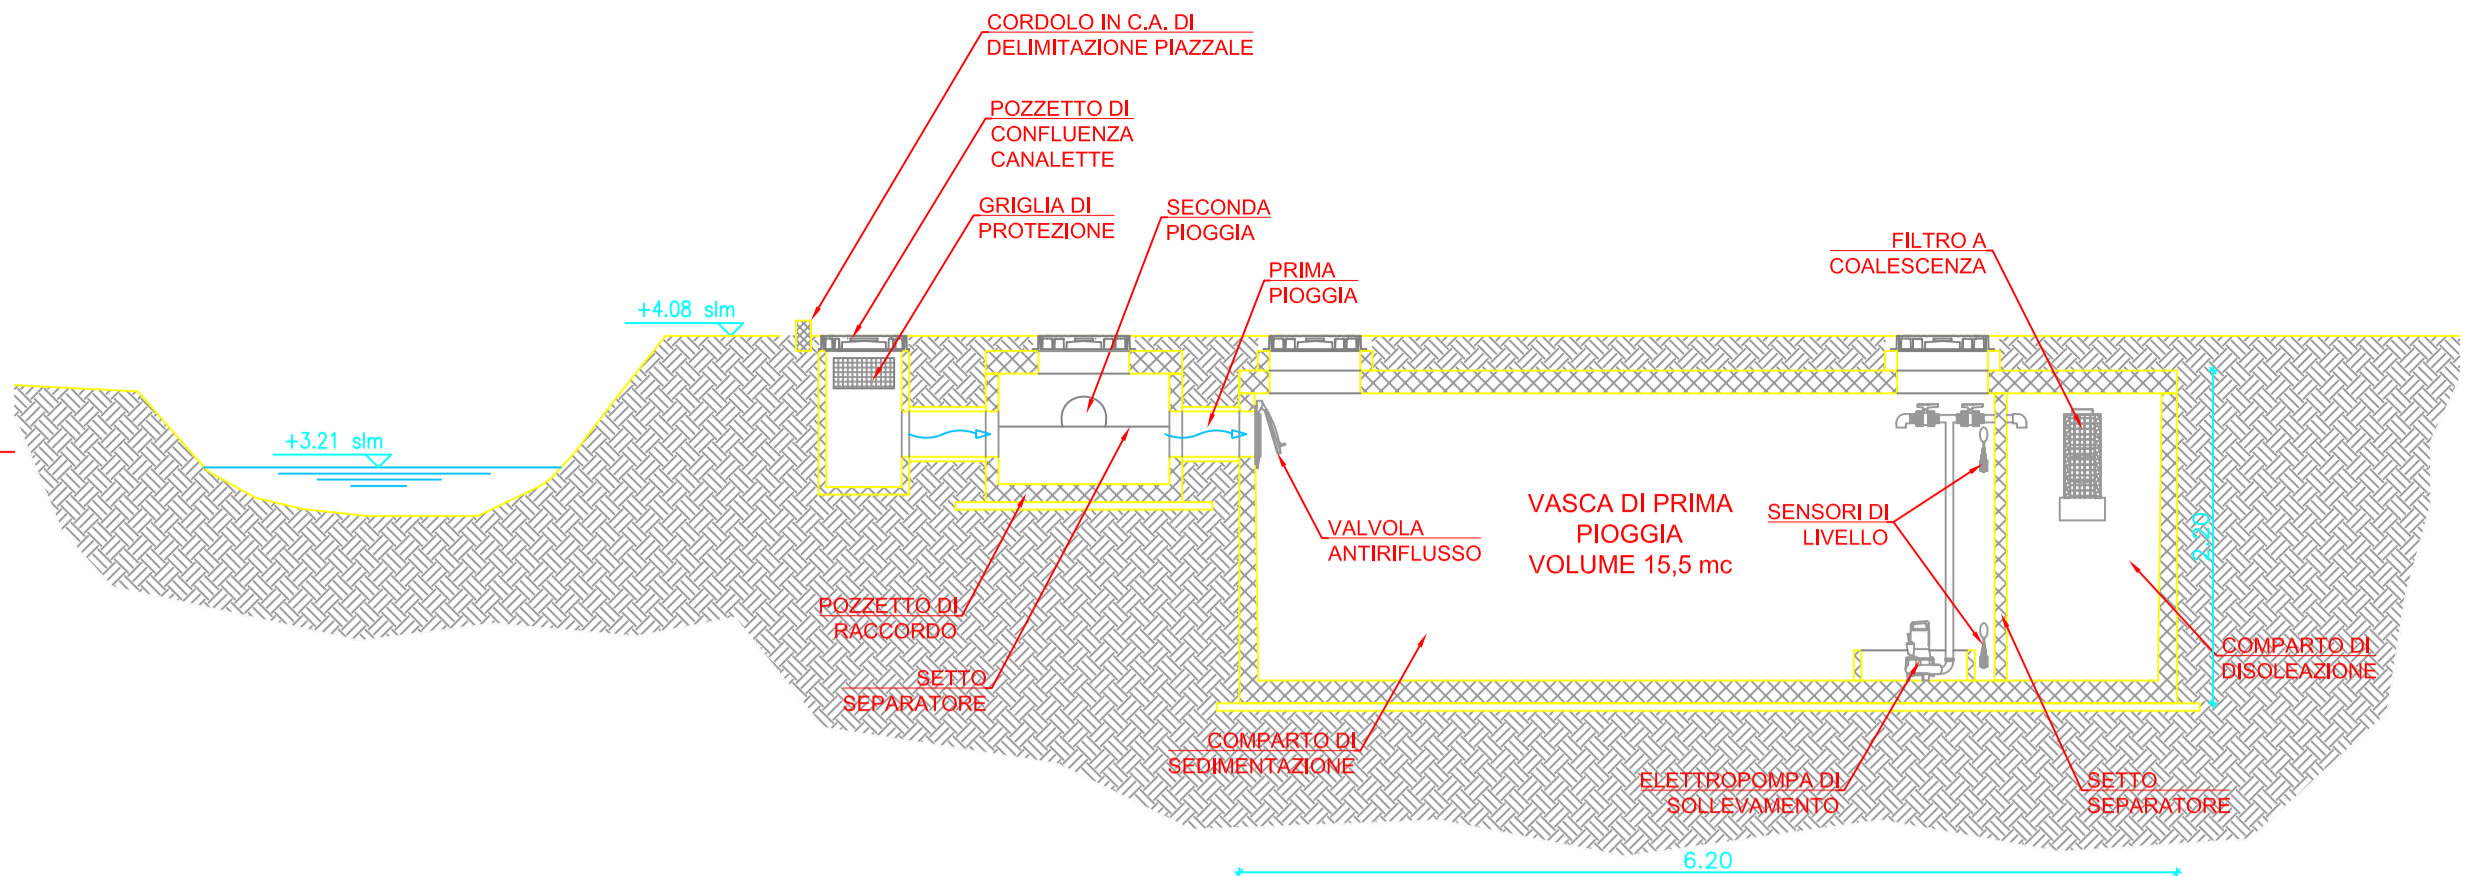 CORDOLO IN C.A. DI
DELIMITAZIONE PIAZZALE
POZZETTO DI
CONFLUENZA
CANALETTE
GRIGLIA DI
PROTEZIONE
SECONDA
PIOGGIA
PRIMA
PIOGGIA
FILTRO A
COALESCENZA
+4.08 slm
+3.21 slm
VALVOLA
ANTIRIFLUSSO
VASCA DI PRIMA
PIOGGIA
VOLUME 15,5 mc
SENSORI DI
LIVELLO
2.20
POZZETTO DI
RACCORDO
SETTO
SEPARATORE
COMPARTO DI
DISOLEAZIONE
COMPARTO DI
SEDIMENTAZIONE
ELETTROPOMPA DI
SOLLEVAMENTO
SETTO
SEPARATORE
6.20